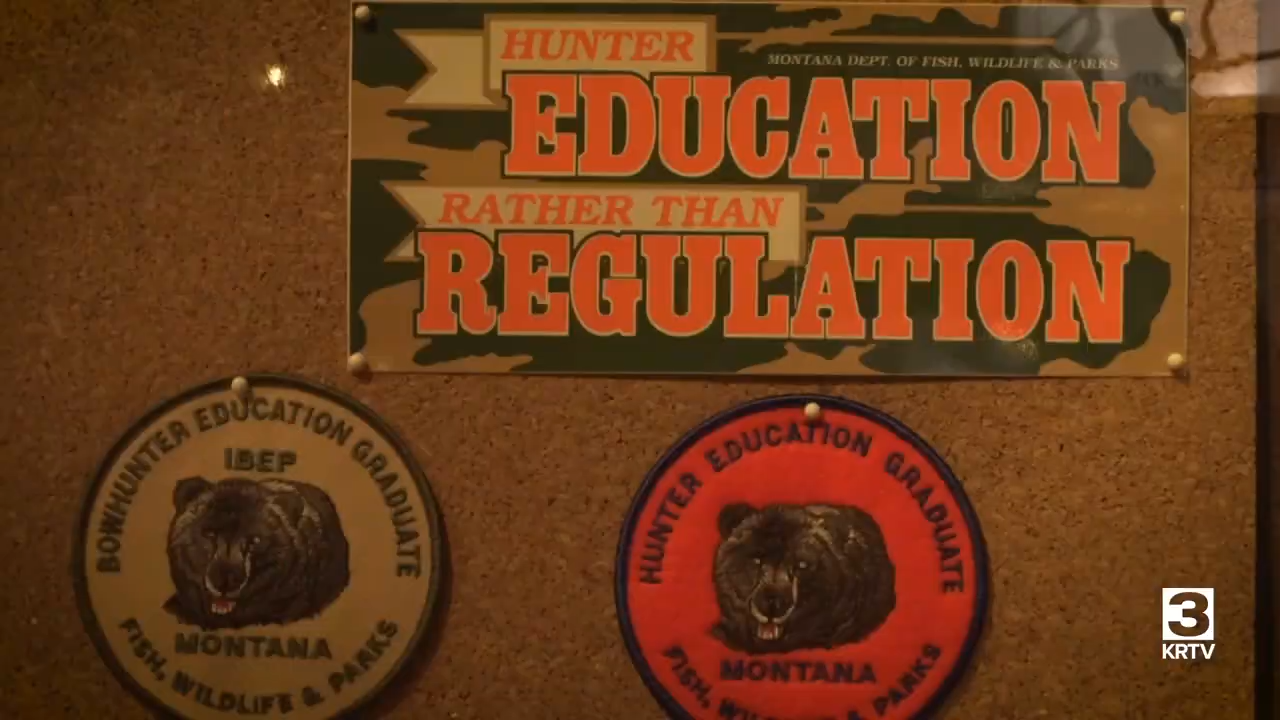 HUNTER
MONTANA DEPT. OF FISH, WILDLIFE & PARKS
EDUCATION
RATHER THAN
REGULATION
BOWHUNTER EDUCATION GRADUATE
IBEP
MONTANA
FISH, WILDLIFE & PARKS
HUNTER EDUCATION GRADUATE
MONTANA
FISH, WILDLIFE & PARKS
3
KRTV